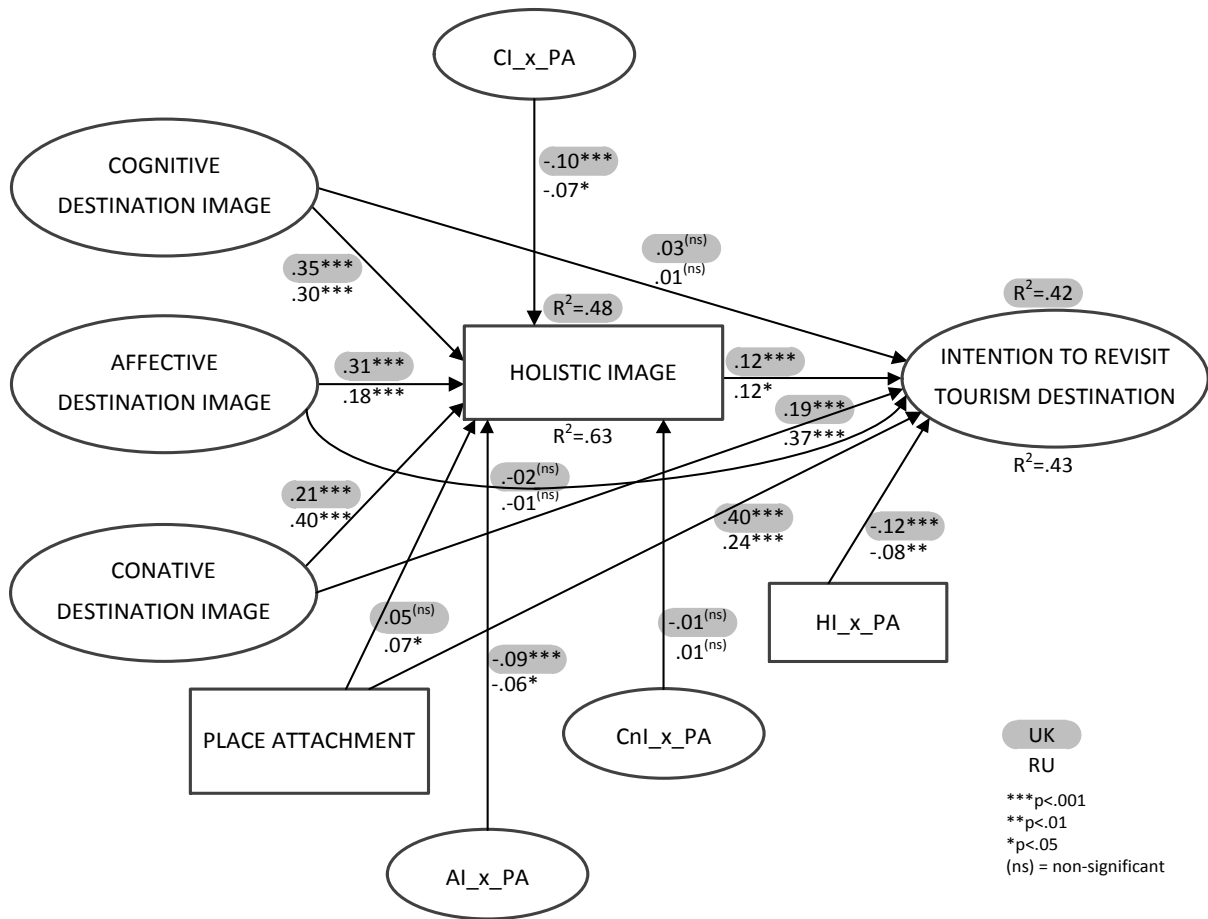 CI_x_PA
-.10***
-.07*
COGNITIVE
DESTINATION IMAGE
.35***
.30***
.03(ns)
.01(ns)
R2=.48
R2=.42
AFFECTIVE
DESTINATION IMAGE
.31***
.18***
HOLISTIC IMAGE
.12***
.12*
INTENTION TO REVISIT
TOURISM DESTINATION
R2=.63
.19***
.37***
R2=.43
.21***
.40***
.-02(ns)
.-01(ns)
.40***
.24***
-.12***
-.08**
CONATIVE
DESTINATION IMAGE
.05(ns)
.07*
-.09***
-.06*
-.01(ns)
.01(ns)
HI_x_PA
PLACE ATTACHMENT
CnI_x_PA
AI_x_PA
UK
RU
***p<.001
**p<.01
*p<.05
(ns) = non-significant